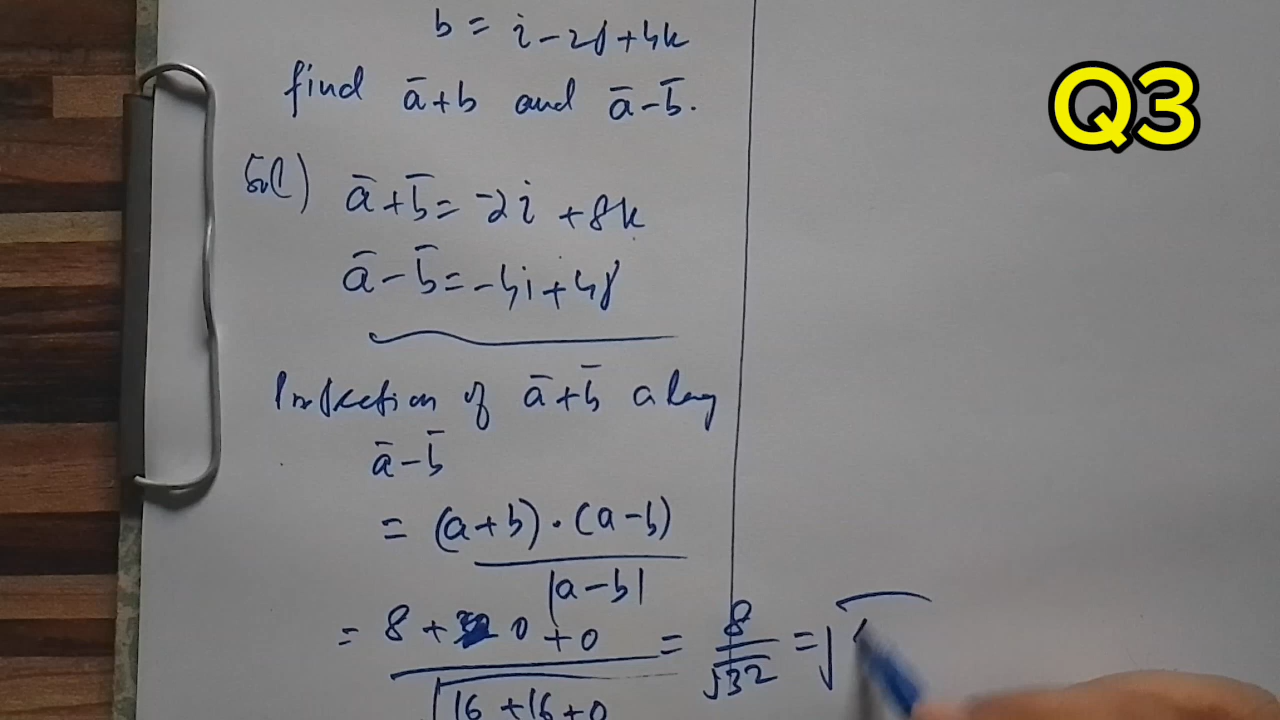 b = i - 2j + 4k
find a̅ + b and a̅ - b̅.
Sol) a̅ + b̅ = -2i + 8k
a̅ - b̅ = -4i + 4j
Projection of a̅ + b̅ along
a̅ - b̅
= (a + b) · (a - b)
|a - b|
= 8 + 0 + 0 = 8 / √32 = √
√16 + 16 + 0
Q3